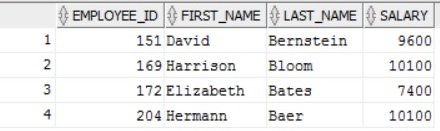 EMPLOYEE_ID FIRST_NAME LAST_NAME SALARY
1 151 David Bernstein 9600
2 169 Harrison Bloom 10100
3 172 Elizabeth Bates 7400
4 204 Hermann Baer 10100